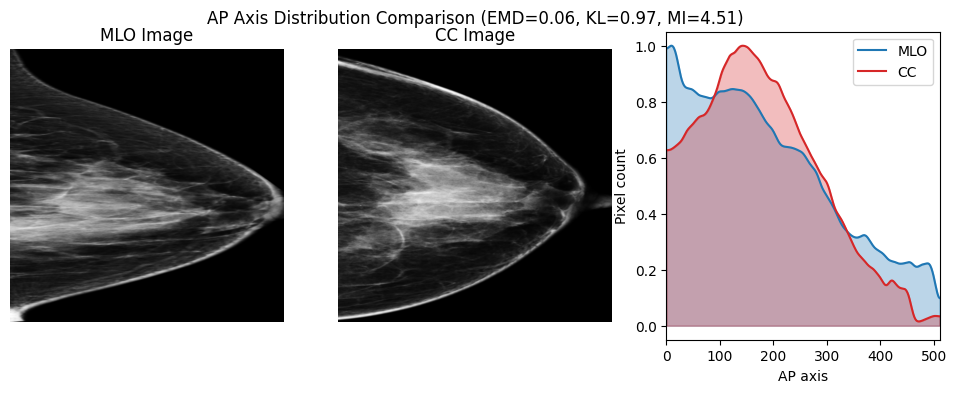 AP Axis Distribution Comparison (EMD=0.06, KL=0.97, MI=4.51)
MLO Image
CC Image
MLO
CC
Pixel count
1.0
0.8
0.6
0.4
0.2
0.0
0 100 200 300 400 500
AP axis